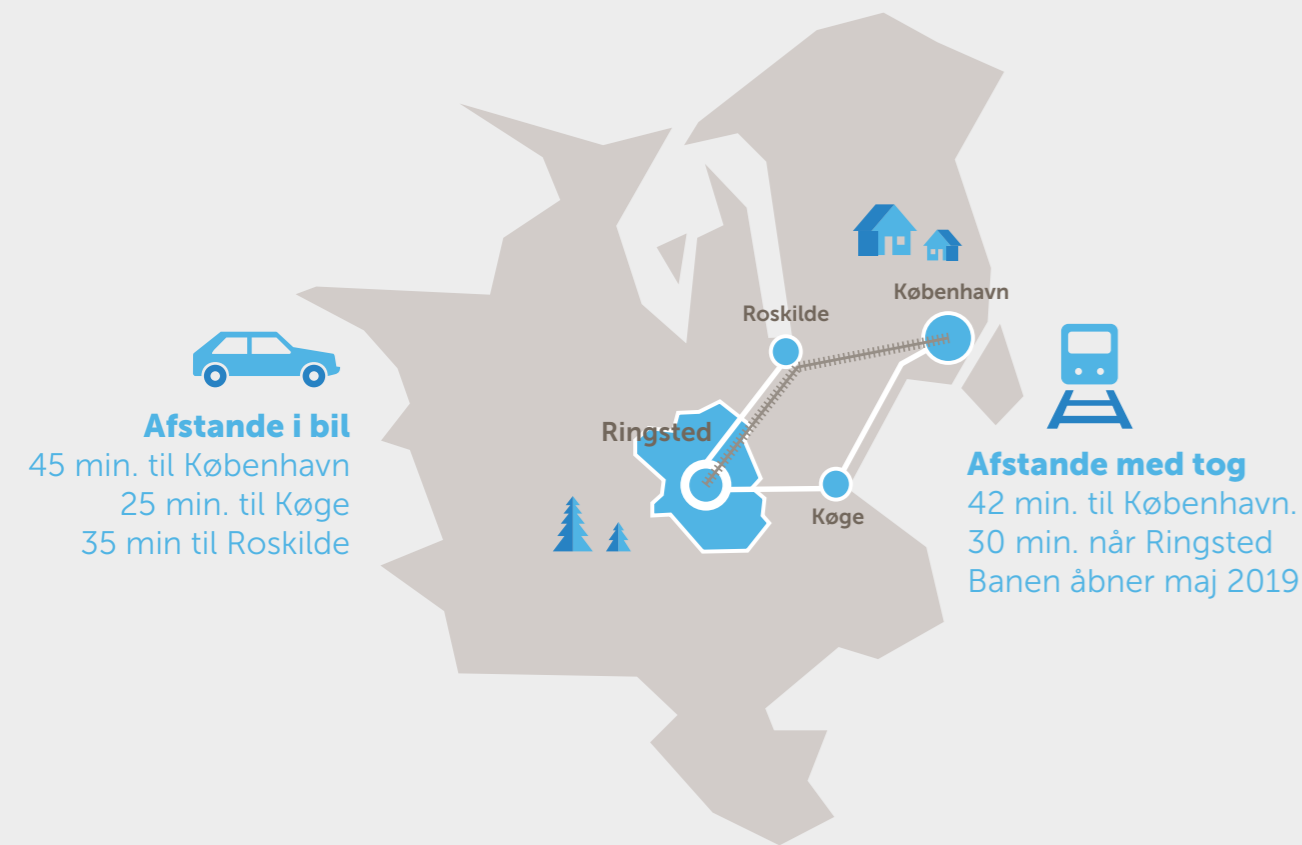 København
Roskilde
Ringsted
Køge
Afstande i bil
45 min. til København
25 min. til Køge
35 min til Roskilde
Afstande med tog
42 min. til København.
30 min. når Ringsted
Banen åbner maj 2019